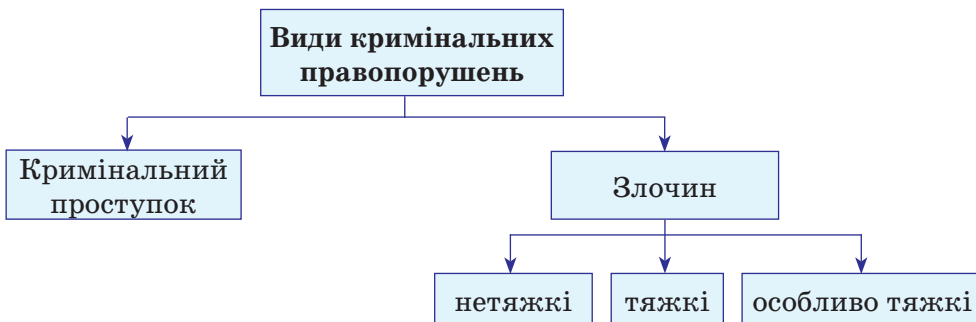 Види кримінальних
правопорушень
Кримінальний
проступок
Злочин
нетяжкі
тяжкі
особливо тяжкі